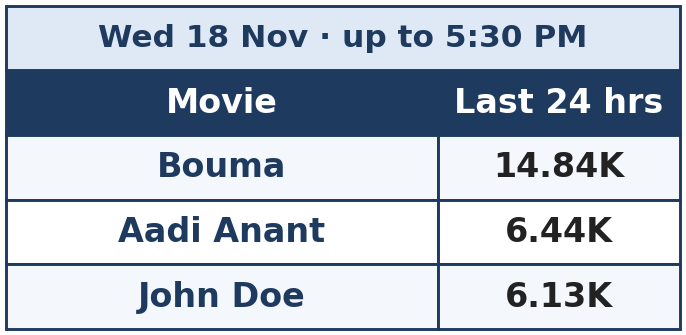 Wed 18 Nov · up to 5:30 PM
Movie Last 24 hrs
Bouma 14.84K
Aadi Anant 6.44K
John Doe 6.13K